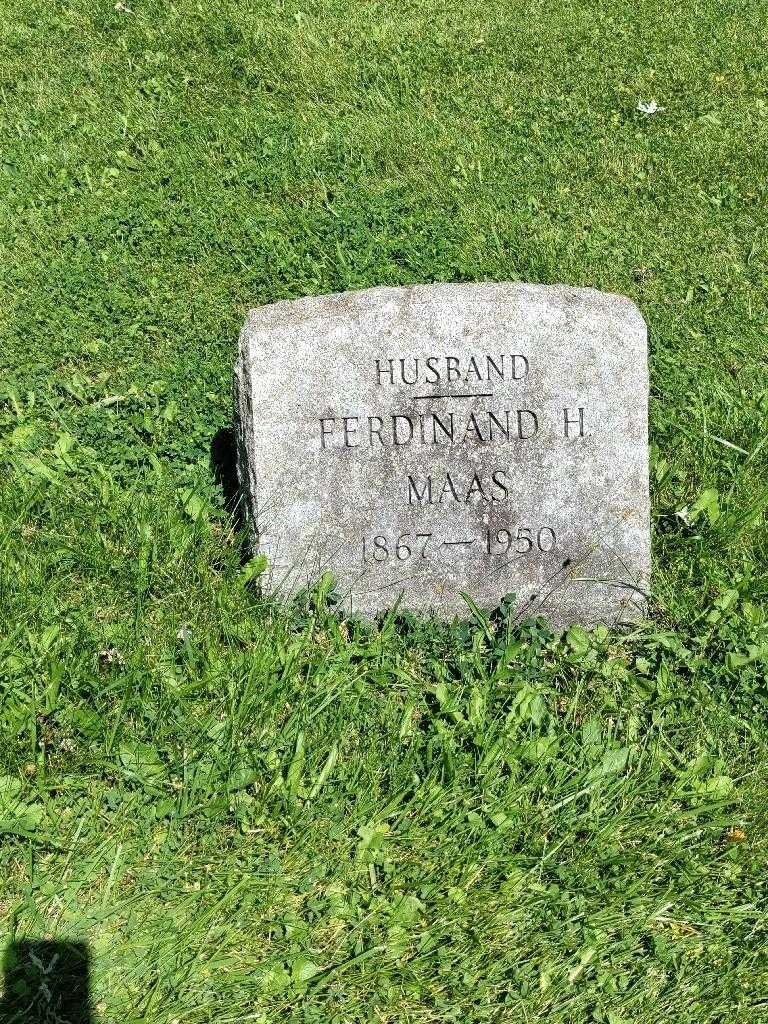 HUSBAND
FERDINAND H.
MAAS
1867 — 1950